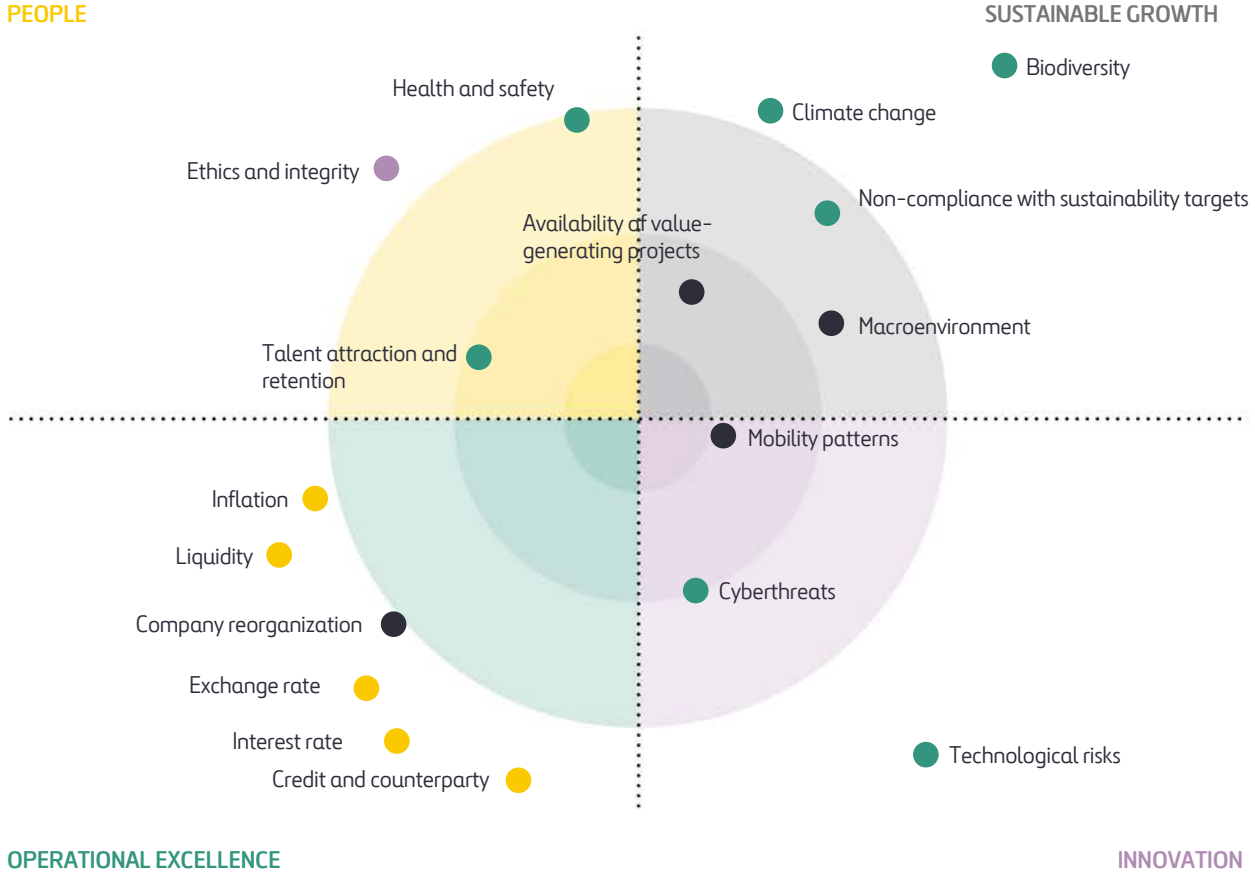 PEOPLE
SUSTAINABLE GROWTH
Biodiversity
Health and safety
Climate change
Ethics and integrity
Non-compliance with sustainability targets
Availability of value-
generating projects
Macroenvironment
Talent attraction and
retention
Mobility patterns
Inflation
Liquidity
Cyberthreats
Company reorganization
Exchange rate
Interest rate
Technological risks
Credit and counterparty
OPERATIONAL EXCELLENCE
INNOVATION